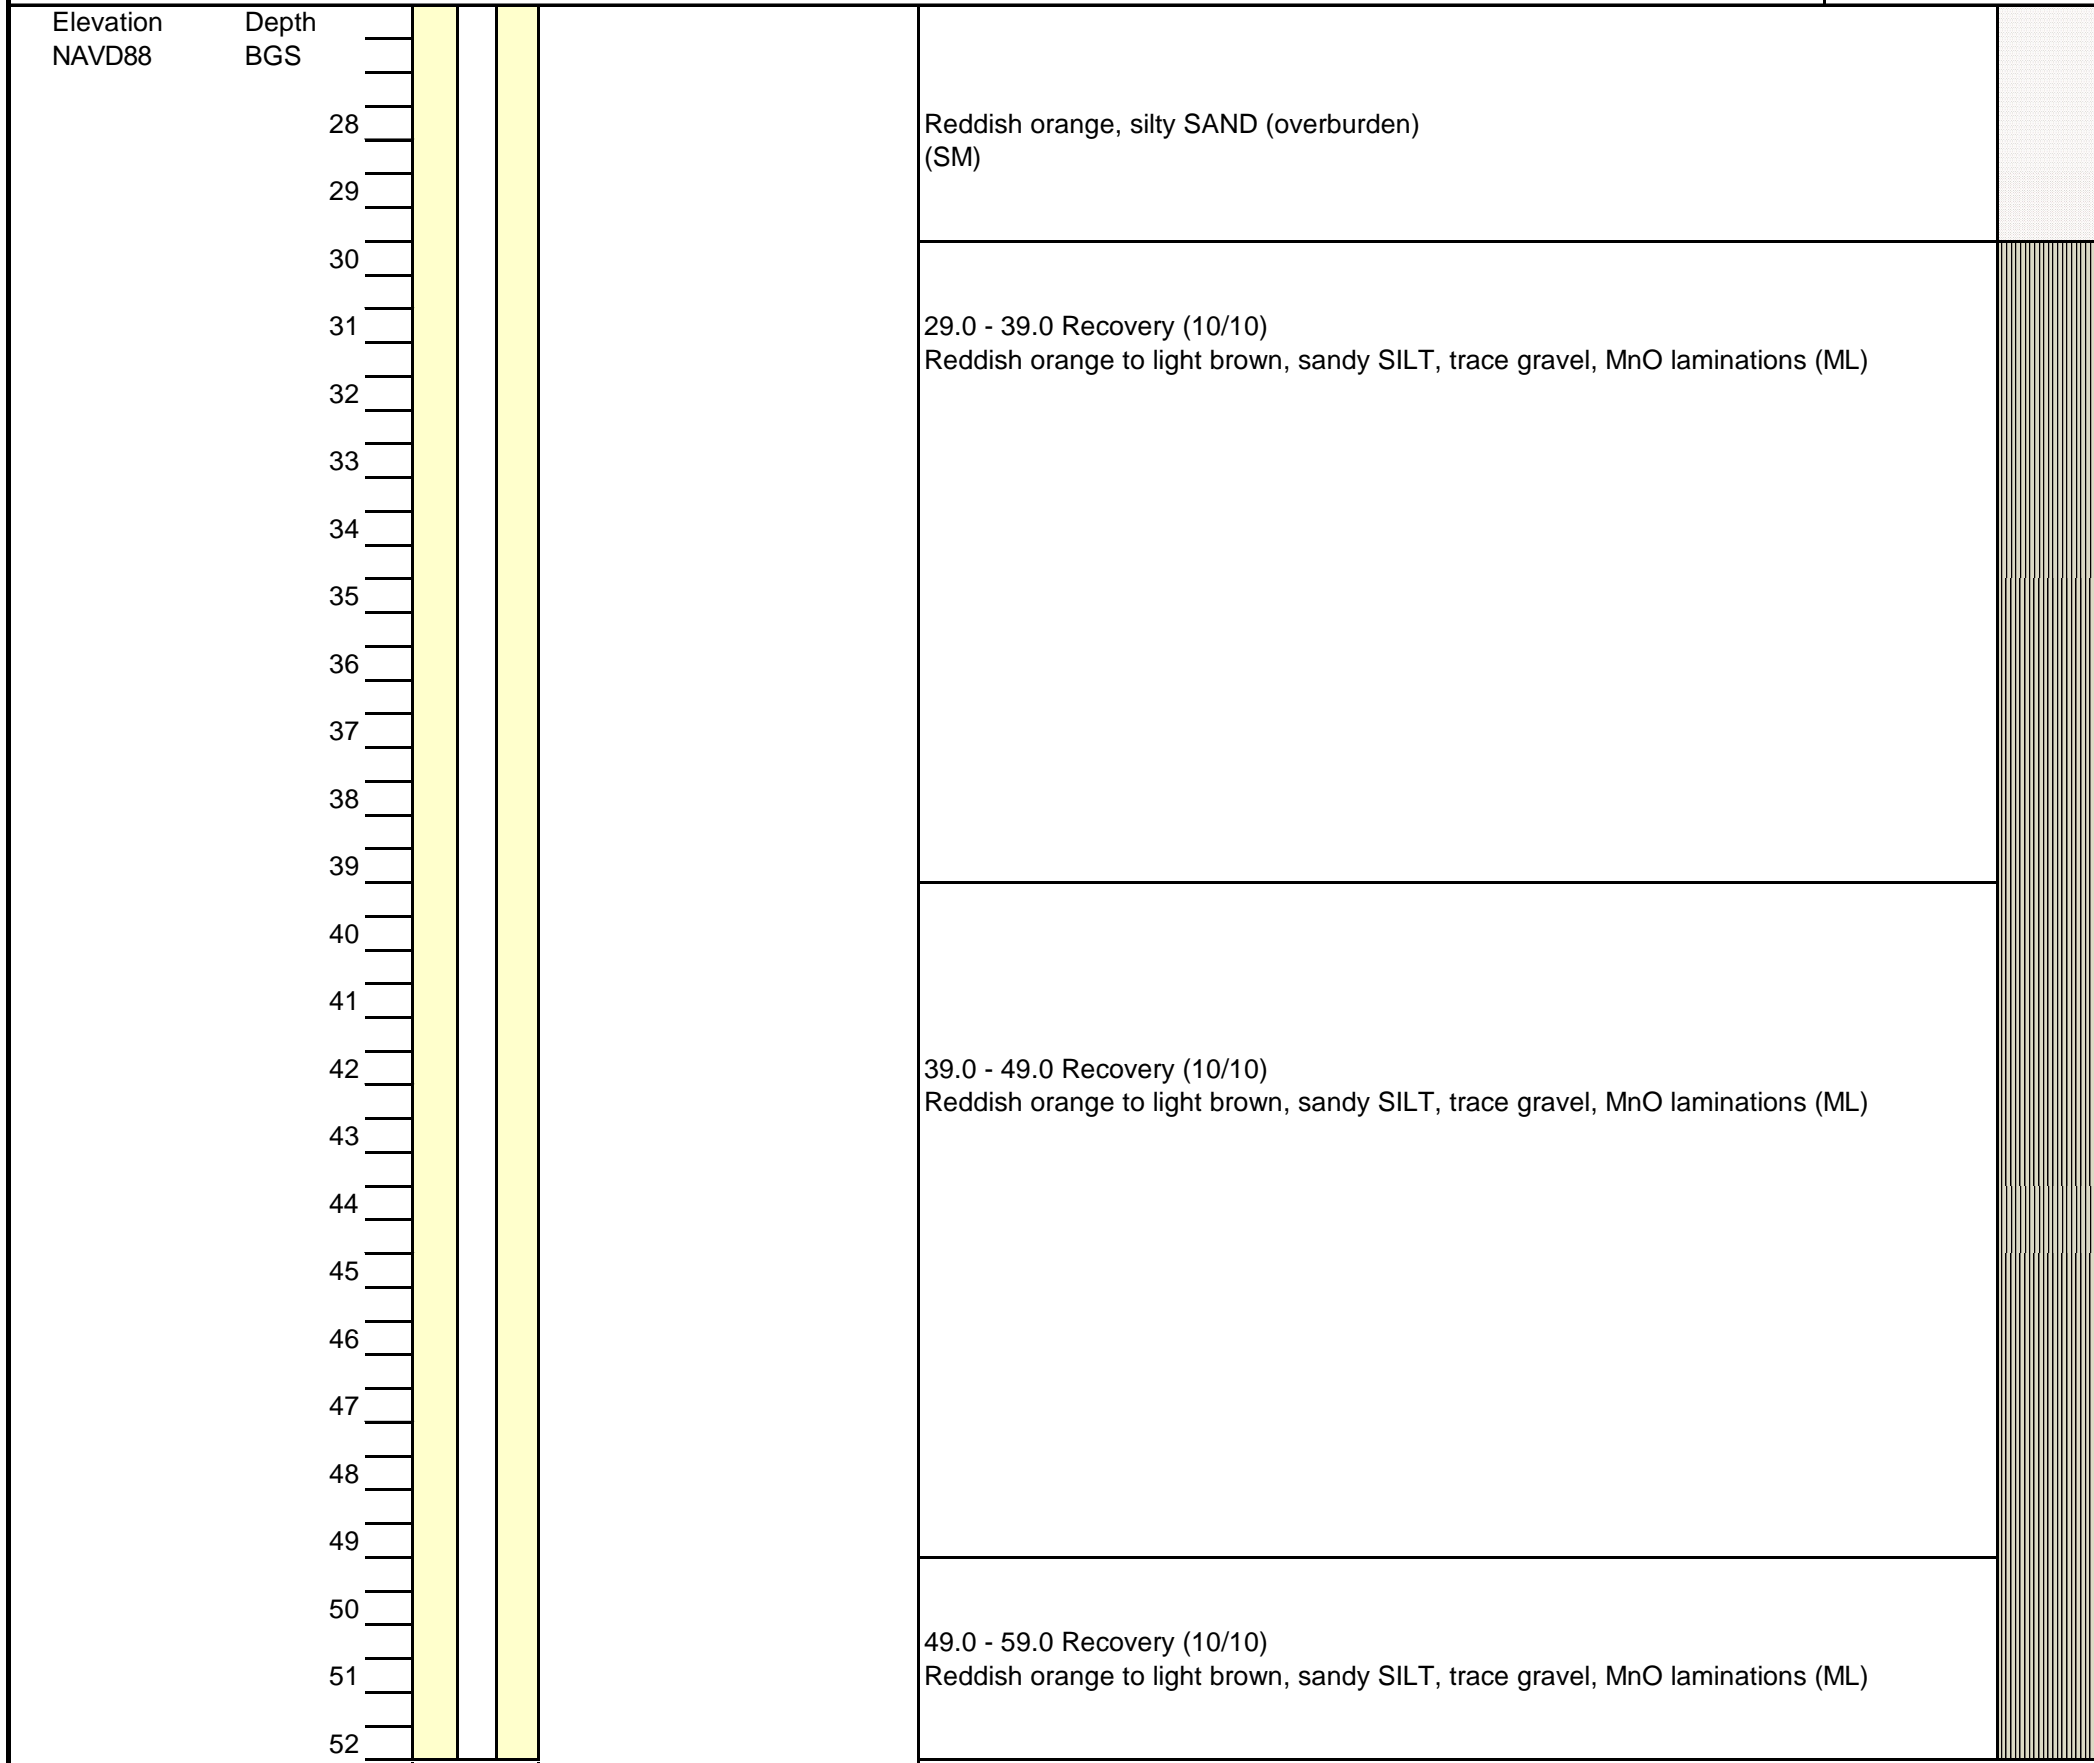 Elevation Depth
NAVD88 BGS
28 Reddish orange, silty SAND (overburden)
(SM)
29
30
31 29.0 - 39.0 Recovery (10/10)
Reddish orange to light brown, sandy SILT, trace gravel, MnO laminations (ML)
32
33
34
35
36
37
38
39
40
41
42 39.0 - 49.0 Recovery (10/10)
Reddish orange to light brown, sandy SILT, trace gravel, MnO laminations (ML)
43
44
45
46
47
48
49
50
49.0 - 59.0 Recovery (10/10)
51 Reddish orange to light brown, sandy SILT, trace gravel, MnO laminations (ML)
52